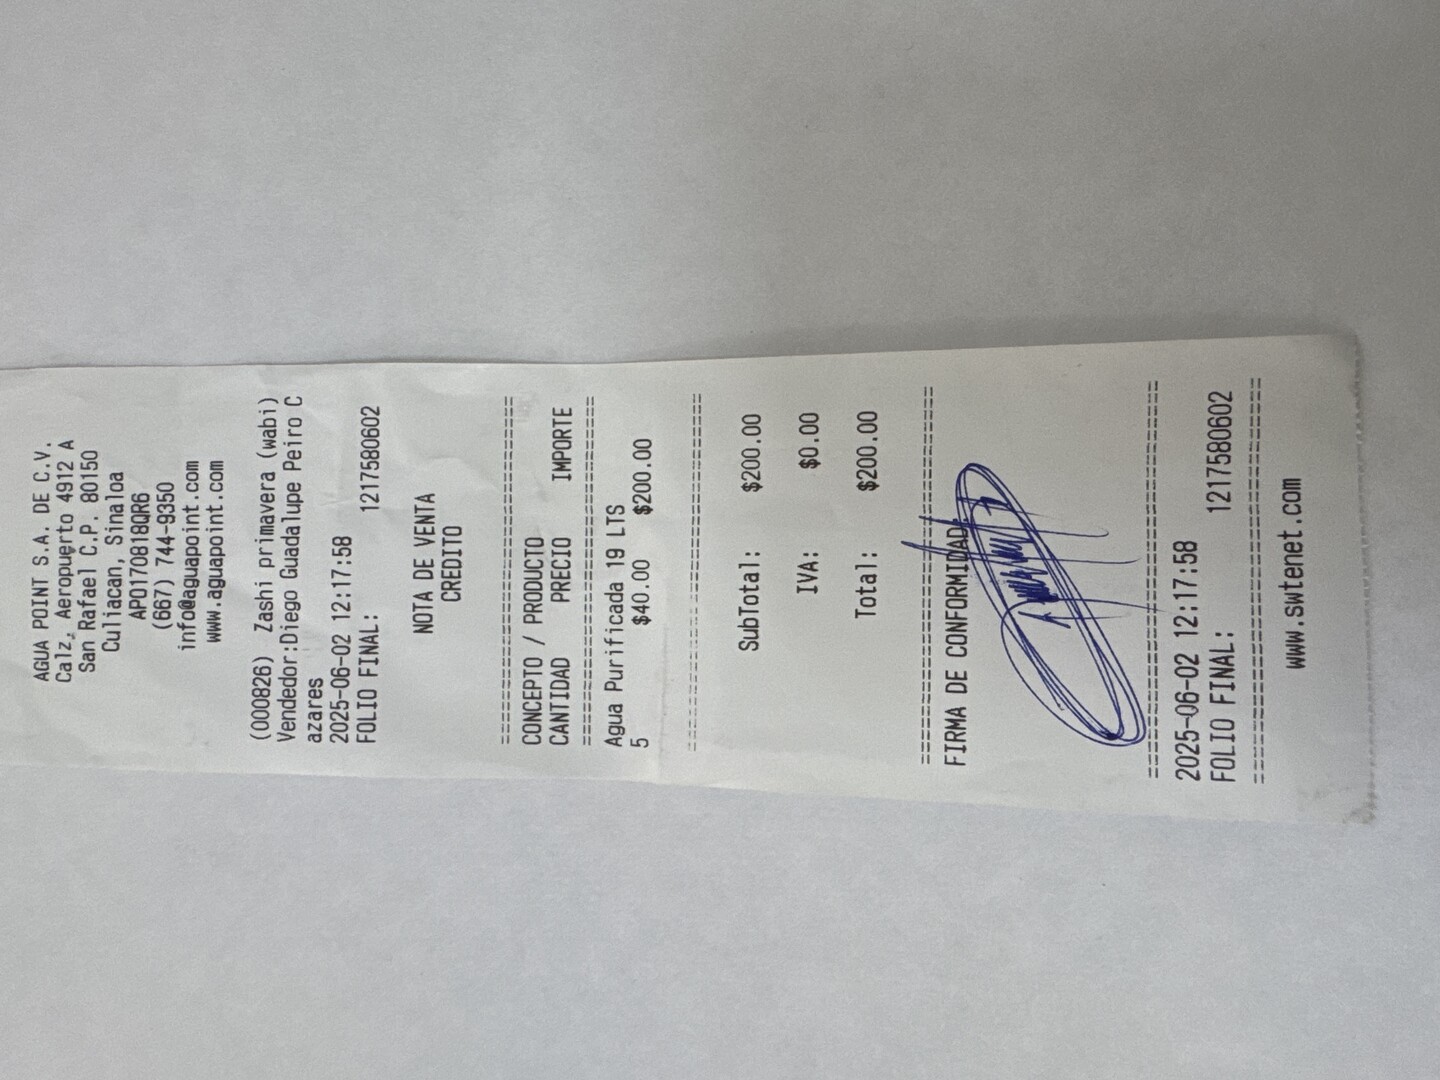 AGUA POINT S.A. DE C.V.
Calz. Aeropuerto 4912 A
San Rafael C.P. 80150
Culiacan, Sinaloa
APO170818QR6
(667) 744-9350
info@aguapoint.com
www.aguapoint.com
(000826) Zashi primavera (wabi)
Vendedor:Diego Guadalupe Peiro C
azares
2025-06-02 12:17:58
FOLIO FINAL: 1217580602
NOTA DE VENTA
CREDITO
================================
CONCEPTO / PRODUCTO
CANTIDAD PRECIO IMPORTE
================================
Agua Purificada 19 LTS
5 $40.00 $200.00
================================
SubTotal: $200.00
IVA: $0.00
Total: $200.00
================================
FIRMA DE CONFORMIDAD
================================
2025-06-02 12:17:58
FOLIO FINAL: 1217580602
================================
www.swtenet.com